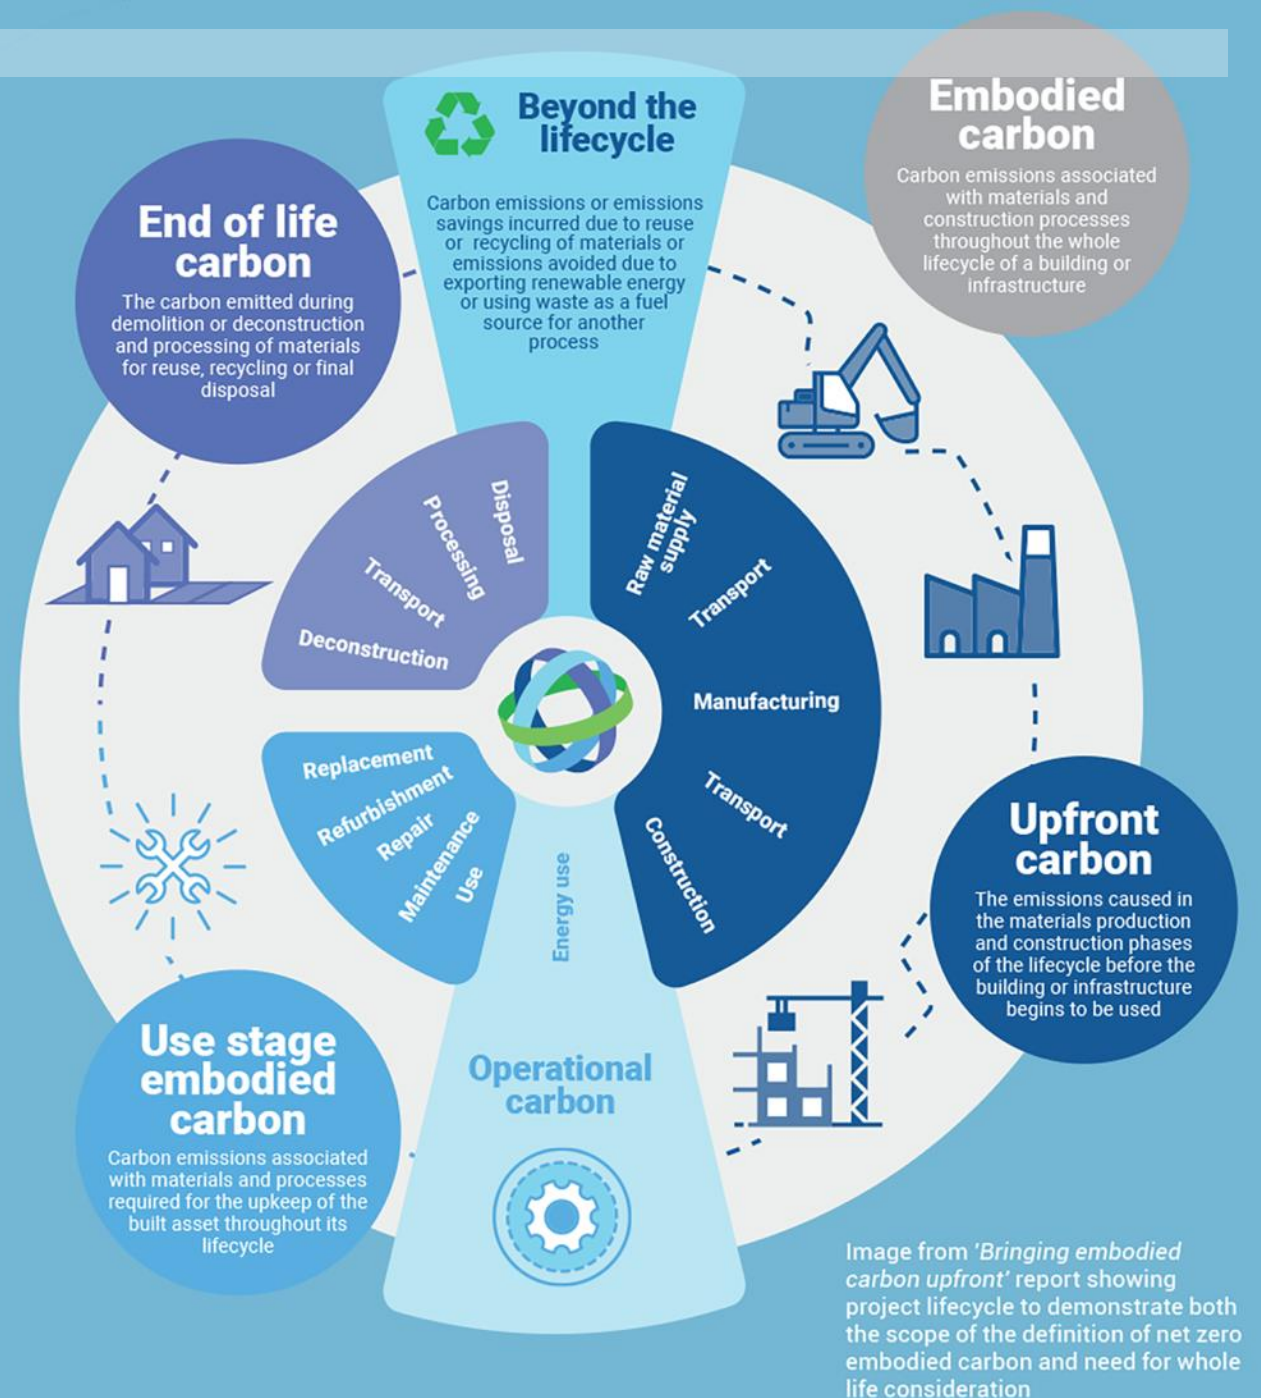 Beyond the
lifecycle
Carbon emissions or emissions
savings incurred due to reuse
or recycling of materials or
emissions avoided due to
exporting renewable energy
or using waste as a fuel
source for another
process
Embodied
carbon
Carbon emissions associated
with materials and
construction processes
throughout the whole
lifecycle of a building or
infrastructure
End of life
carbon
The carbon emitted during
demolition or deconstruction
and processing of materials
for reuse, recycling or final
disposal
Disposal
Processing
Transport
Deconstruction
Raw material
supply
Transport
Manufacturing
Transport
Construction
Replacement
Refurbishment
Repair
Maintenance
Use
Energy use
Upfront
carbon
The emissions caused in
the materials production
and construction phases
of the lifecycle before the
building or infrastructure
begins to be used
Use stage
embodied
carbon
Carbon emissions associated
with materials and processes
required for the upkeep of the
built asset throughout its
lifecycle
Operational
carbon
Image from 'Bringing embodied
carbon upfront' report showing
project lifecycle to demonstrate both
the scope of the definition of net zero
embodied carbon and need for whole
life consideration